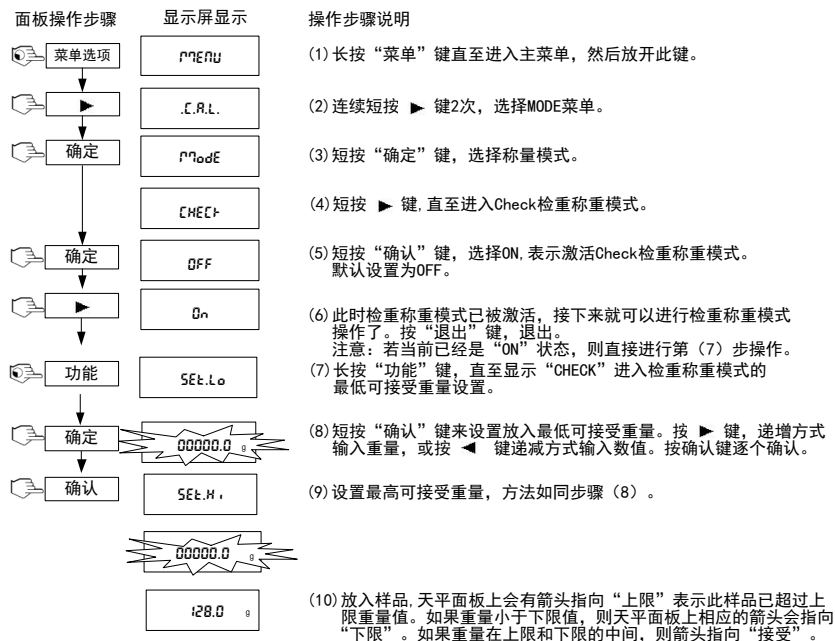 面板操作步骤 显示屏显示 操作步骤说明
菜单选项 MENU (1)长按“菜单”键直至进入主菜单，然后放开此键。
▶ .C.A.L. (2)连续短按 ▶ 键2次，选择MODE菜单。
确定 ModE (3)短按“确定”键，选择称量模式。
CHECk (4)短按 ▶ 键,直至进入Check检重称重模式。
确定 OFF (5)短按“确认”键，选择ON,表示激活Check检重称重模式。
默认设置为OFF。
▶ On (6)此时检重称重模式已被激活，接下来就可以进行检重称重模式
操作了。按“退出”键，退出。
注意：若当前已经是“ON”状态，则直接进行第（7）步操作。
功能 SEt.Lo (7)长按“功能”键，直至显示“CHECK”进入检重称重模式的
最低可接受重量设置。
确定 00000.0 g (8)短按“确认”键来设置放入最低可接受重量。按 ▶ 键，递增方式
输入重量，或按 ◀ 键递减方式输入数值。按确认键逐个确认。
确认 SEt.Hi (9)设置最高可接受重量，方法如同步骤（8）。
00000.0 g
128.0 g (10)放入样品,天平面板上会有箭头指向“上限”表示此样品已超过上
限重量值。如果重量小于下限值，则天平面板上相应的箭头会指向
“下限”。如果重量在上限和下限的中间，则箭头指向“接受”。